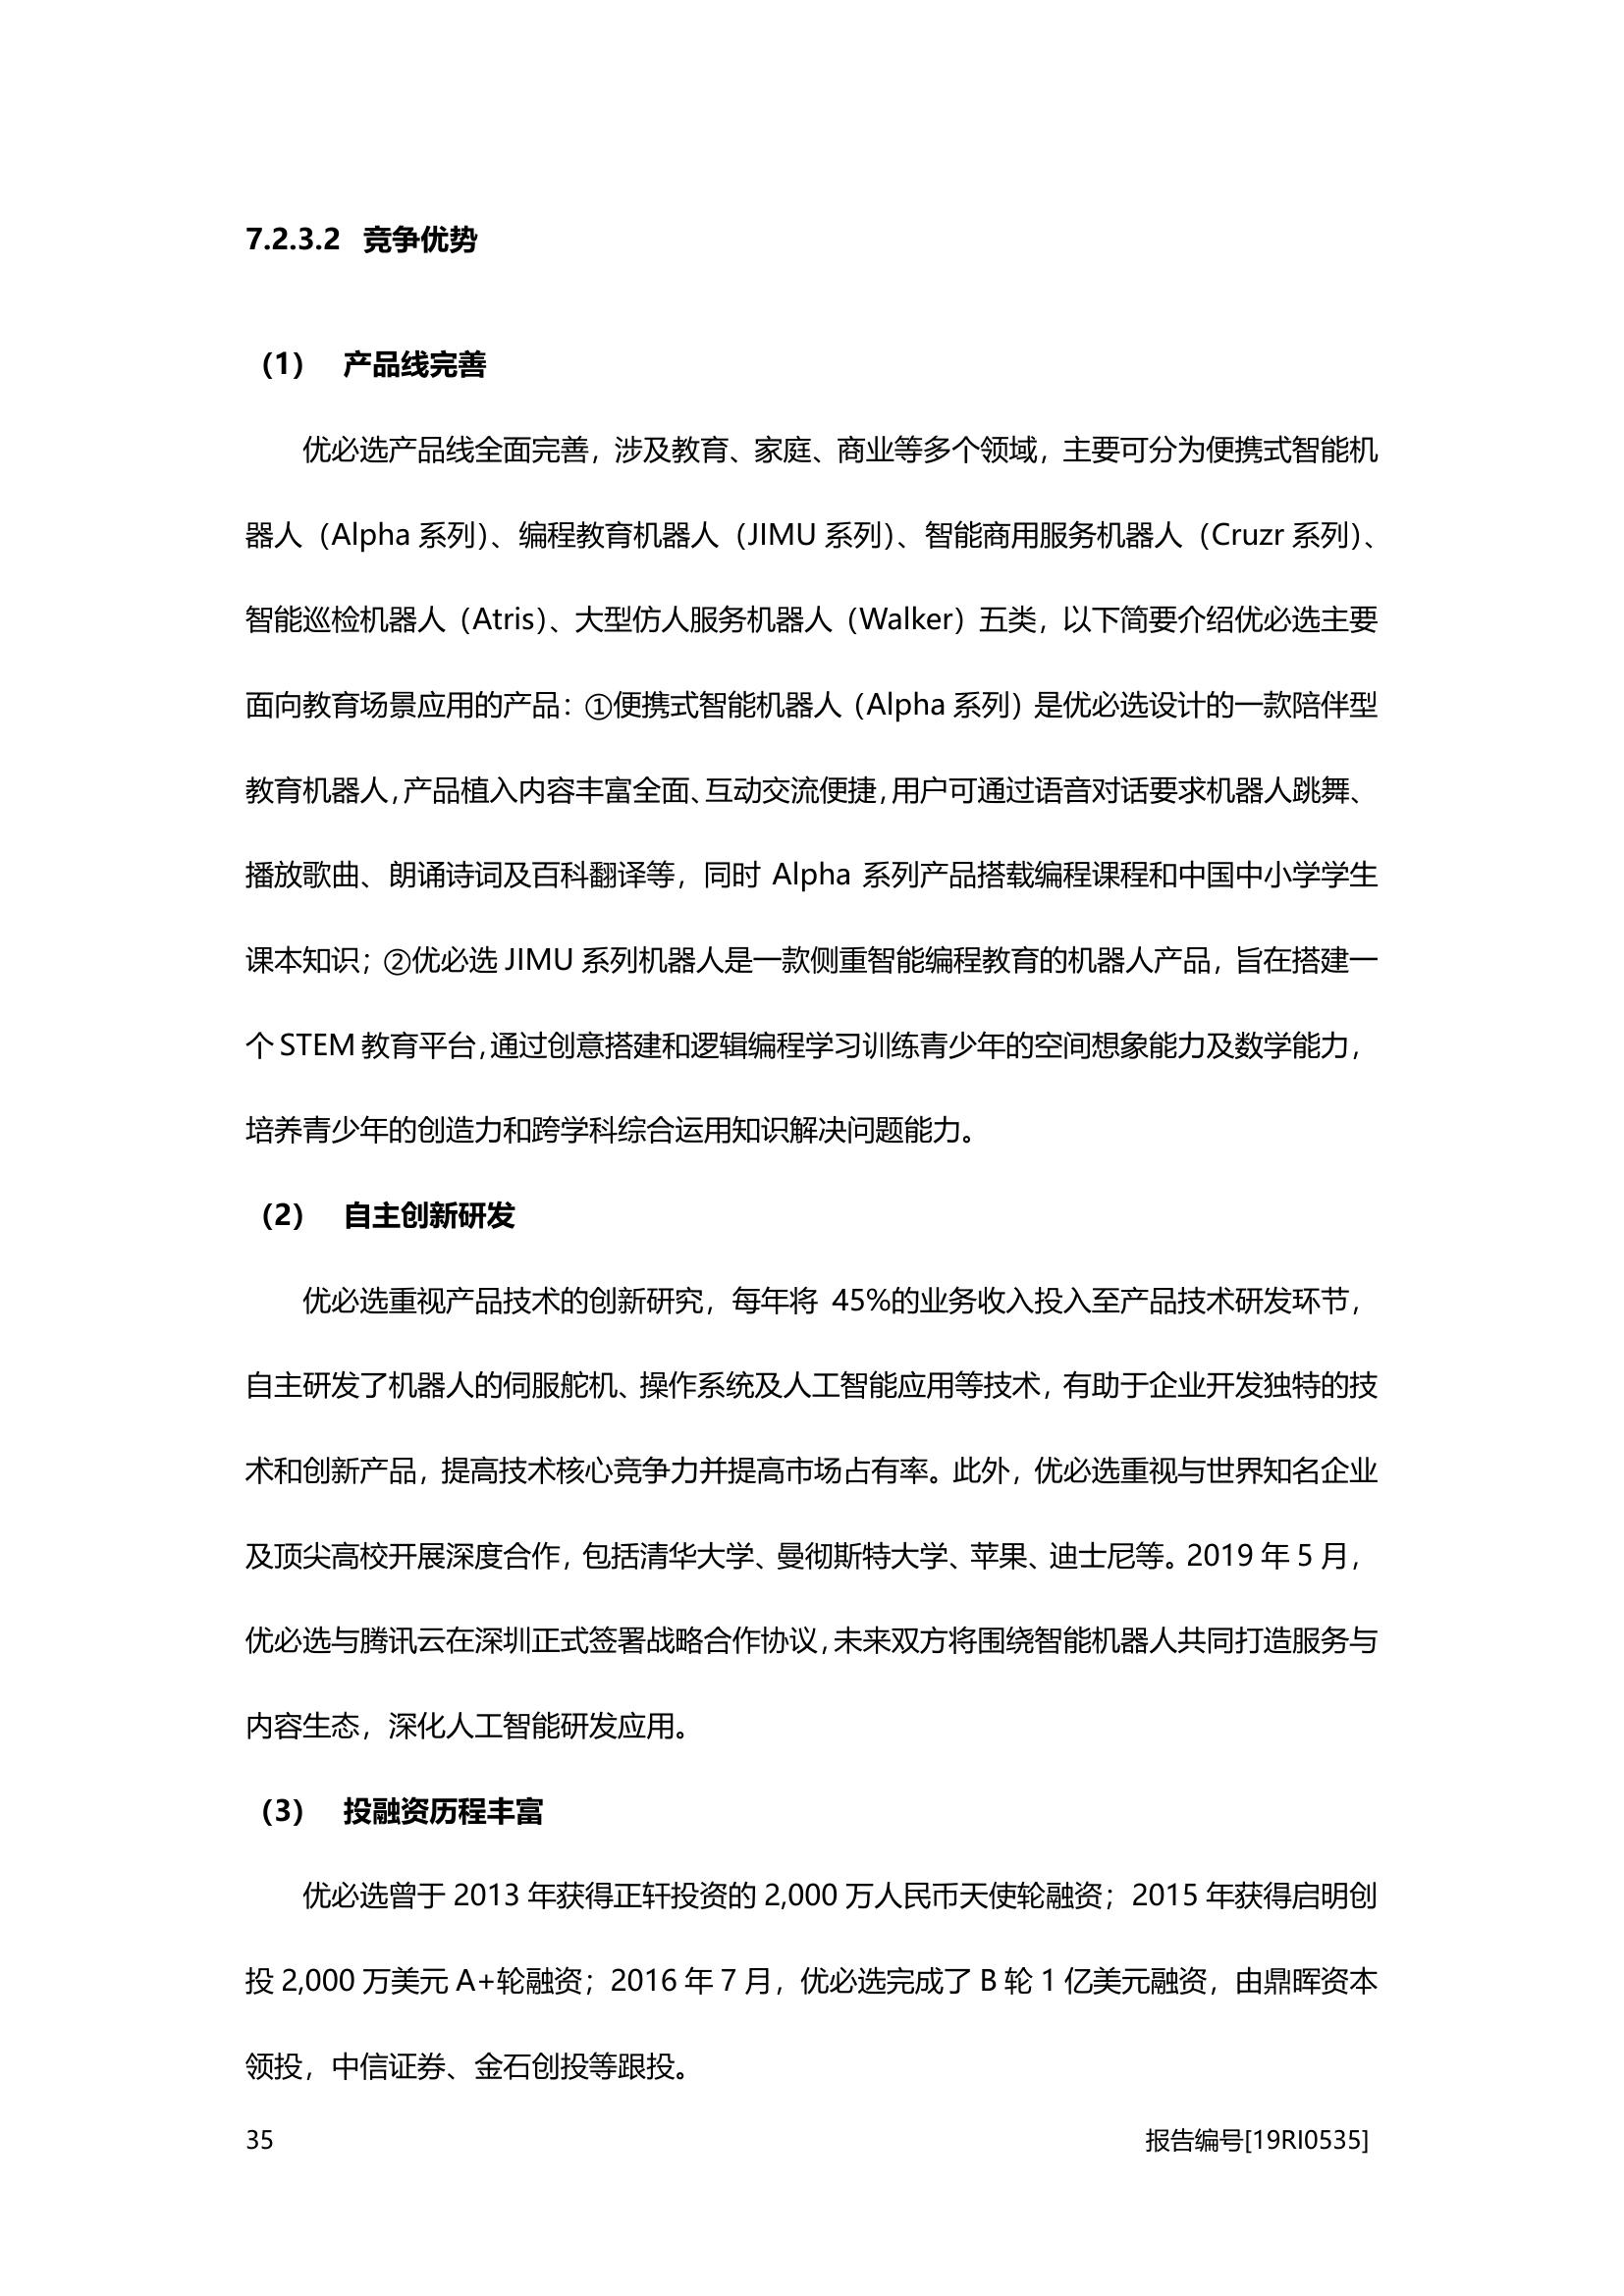 7.2.3.2 竞争优势
（1） 产品线完善
优必选产品线全面完善，涉及教育、家庭、商业等多个领域，主要可分为便携式智能机
器人（Alpha 系列）、编程教育机器人（JIMU 系列）、智能商用服务机器人（Cruzr 系列）、
智能巡检机器人（Atris）、大型仿人服务机器人（Walker）五类，以下简要介绍优必选主要
面向教育场景应用的产品：①便携式智能机器人（Alpha 系列）是优必选设计的一款陪伴型
教育机器人，产品植入内容丰富全面、互动交流便捷，用户可通过语音对话要求机器人跳舞、
播放歌曲、朗诵诗词及百科翻译等，同时 Alpha 系列产品搭载编程课程和中国中小学学生
课本知识；②优必选 JIMU 系列机器人是一款侧重智能编程教育的机器人产品，旨在搭建一
个 STEM 教育平台，通过创意搭建和逻辑编程学习训练青少年的空间想象能力及数学能力，
培养青少年的创造力和跨学科综合运用知识解决问题能力。
（2） 自主创新研发
优必选重视产品技术的创新研究，每年将 45%的业务收入投入至产品技术研发环节，
自主研发了机器人的伺服舵机、操作系统及人工智能应用等技术，有助于企业开发独特的技
术和创新产品，提高技术核心竞争力并提高市场占有率。此外，优必选重视与世界知名企业
及顶尖高校开展深度合作，包括清华大学、曼彻斯特大学、苹果、迪士尼等。2019 年 5 月，
优必选与腾讯云在深圳正式签署战略合作协议，未来双方将围绕智能机器人共同打造服务与
内容生态，深化人工智能研发应用。
（3） 投融资历程丰富
优必选曾于 2013 年获得正轩投资的 2,000 万人民币天使轮融资；2015 年获得启明创
投 2,000 万美元 A+轮融资；2016 年 7 月，优必选完成了 B 轮 1 亿美元融资，由鼎晖资本
领投，中信证券、金石创投等跟投。
35 报告编号[19RI0535]